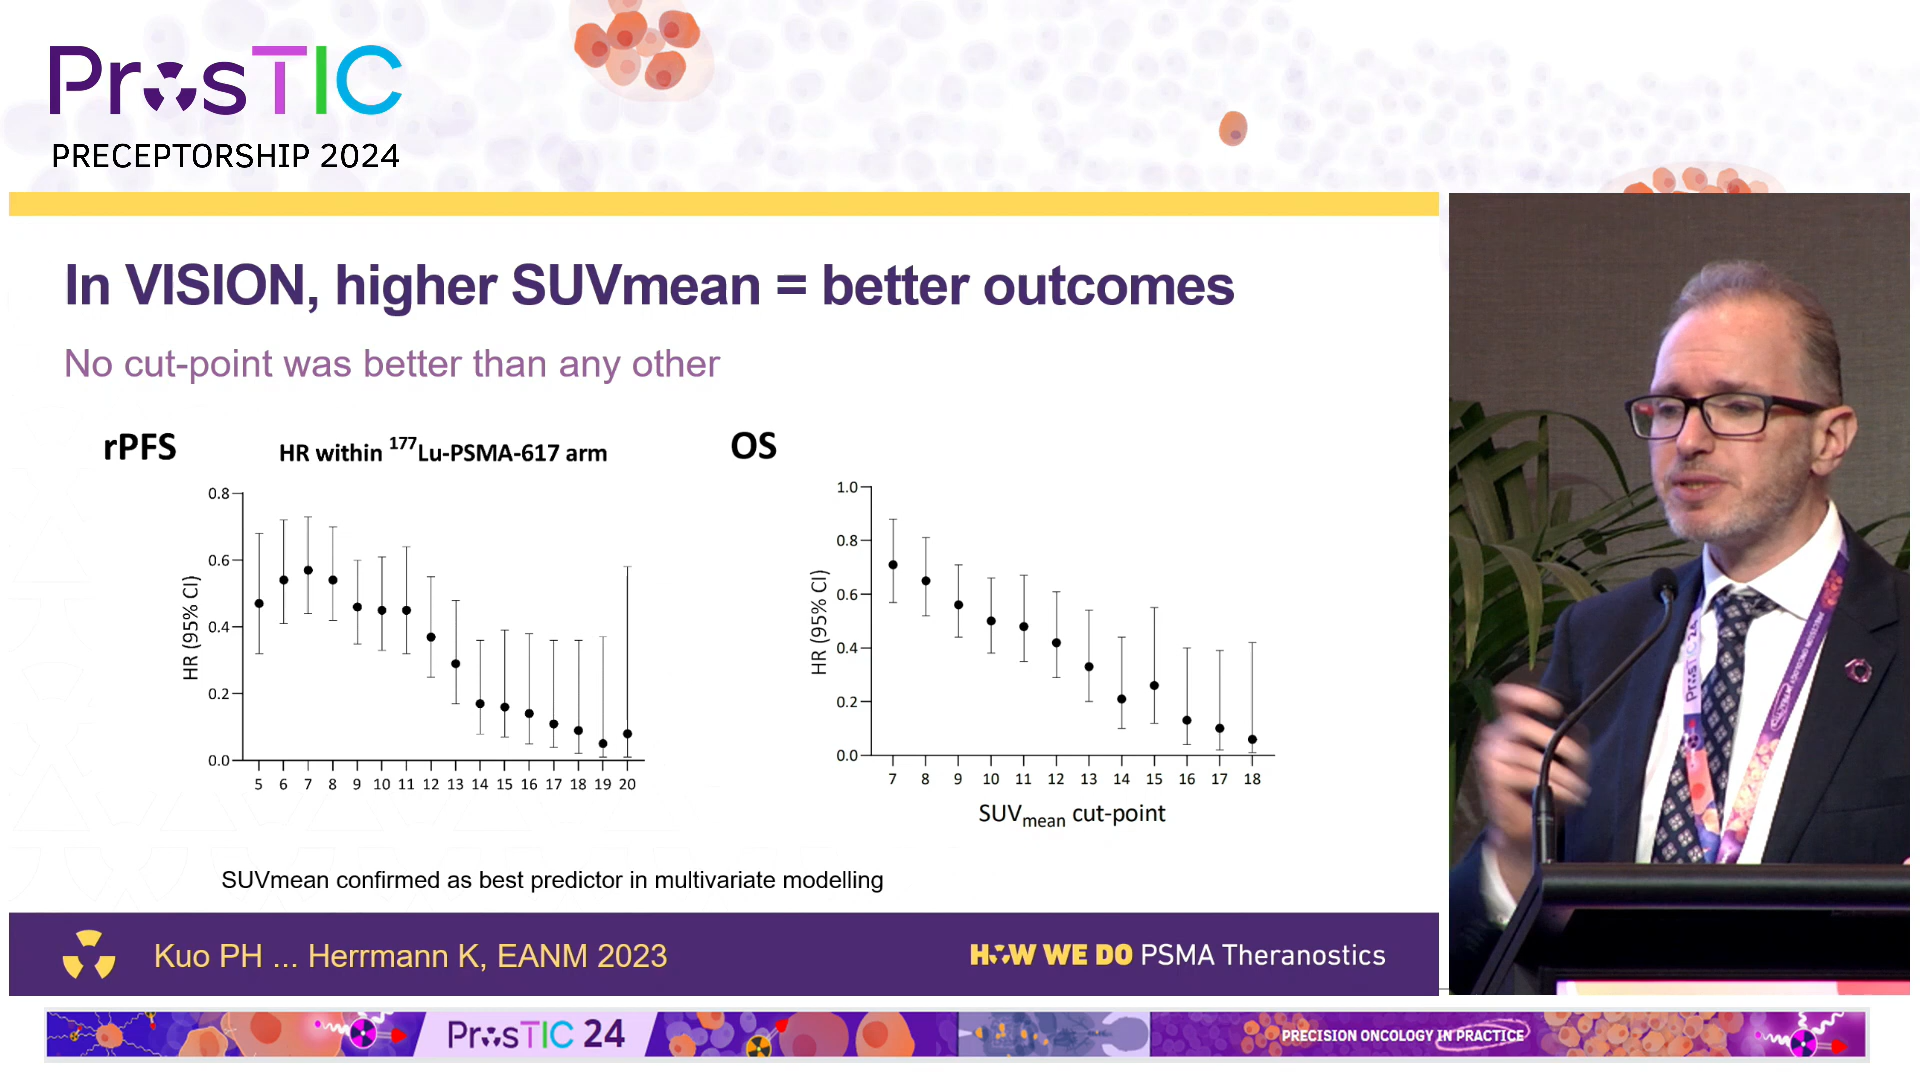 ProsTIC
PRECEPTORSHIP 2024
In VISION, higher SUVmean = better outcomes
No cut-point was better than any other
rPFS
HR within ¹⁷⁷Lu-PSMA-617 arm
HR (95% CI)
0.8
0.6
0.4
0.2
0.0
5 6 7 8 9 10 11 12 13 14 15 16 17 18 19 20
OS
HR (95% CI)
1.0
0.8
0.6
0.4
0.2
0.0
7 8 9 10 11 12 13 14 15 16 17 18
SUVmean cut-point
SUVmean confirmed as best predictor in multivariate modelling
Kuo PH ... Herrmann K, EANM 2023
HOW WE DO PSMA Theranostics
ProsTIC 24
PRECISION ONCOLOGY IN PRACTICE